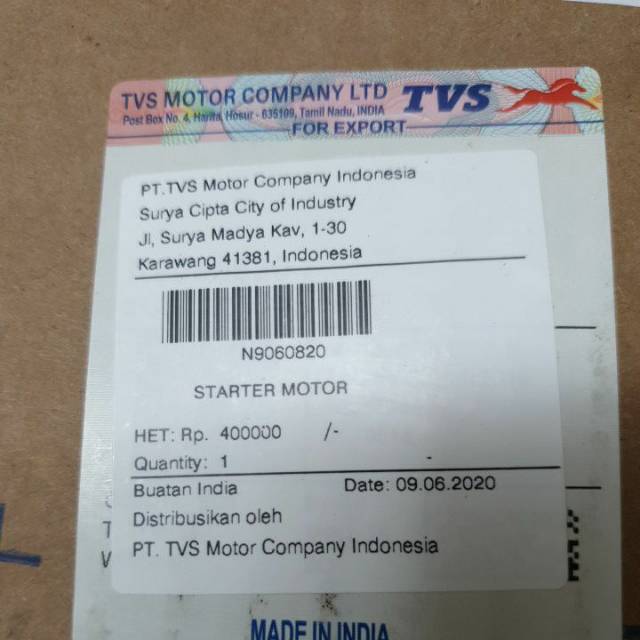 TVS MOTOR COMPANY LTD TVS
Post Box No. 4, Harita, Hosur - 635109, Tamil Nadu, INDIA
FOR EXPORT
PT.TVS Motor Company Indonesia
Surya Cipta City of Industry
Jl, Surya Madya Kav, 1-30
Karawang 41381, Indonesia
N9060820
STARTER MOTOR
HET: Rp. 400000 /-
Quantity: 1 -
Buatan India Date: 09.06.2020
Distribusikan oleh
PT. TVS Motor Company Indonesia
MADE IN INDIA